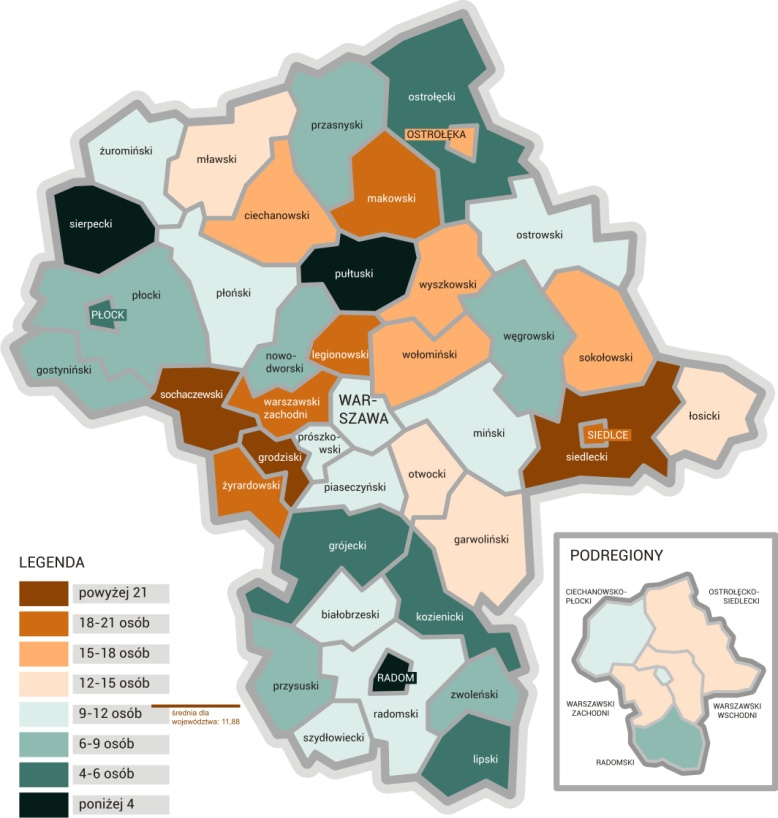 ostrołęcki
przasnyski
OSTROŁĘKA
żuromiński
mławski
makowski
ciechanowski
sierpecki
ostrowski
pułtuski
płocki
płoński
wyszkowski
PŁOCK
węgrowski
legionowski
wołomiński
sokołowski
nowo-
dworski
gostyniński
sochaczewski
warszawski
zachodni
WAR-
SZAWA
łosicki
miński
SIEDLCE
prószko-
wski
siedlecki
grodziski
otwocki
żyrardowski
piaseczyński
garwoliński
grójecki
białobrzeski
kozienicki
RADOM
przysuski
zwoleński
radomski
szydłowiecki
lipski
LEGENDA
powyżej 21
18-21 osób
15-18 osób
12-15 osób
9-12 osób
średnia dla
województwa: 11,88
6-9 osób
4-6 osób
poniżej 4
PODREGIONY
CIECHANOWSKO-
PŁOCKI
OSTROŁĘCKO-
SIEDLECKI
WARSZAWSKI
ZACHODNI
WARSZAWSKI
WSCHODNI
RADOMSKI